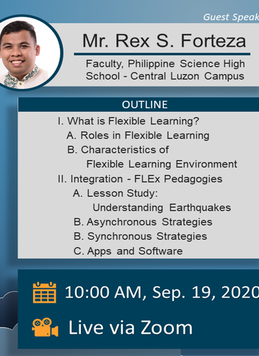 Guest Speak
Mr. Rex S. Forteza
Faculty, Philippine Science High
School - Central Luzon Campus
OUTLINE
I. What is Flexible Learning?
A. Roles in Flexible Learning
B. Characteristics of
Flexible Learning Environment
II. Integration - FLEx Pedagogies
A. Lesson Study:
Understanding Earthquakes
B. Asynchronous Strategies
B. Synchronous Strategies
C. Apps and Software
10:00 AM, Sep. 19, 2020
Live via Zoom